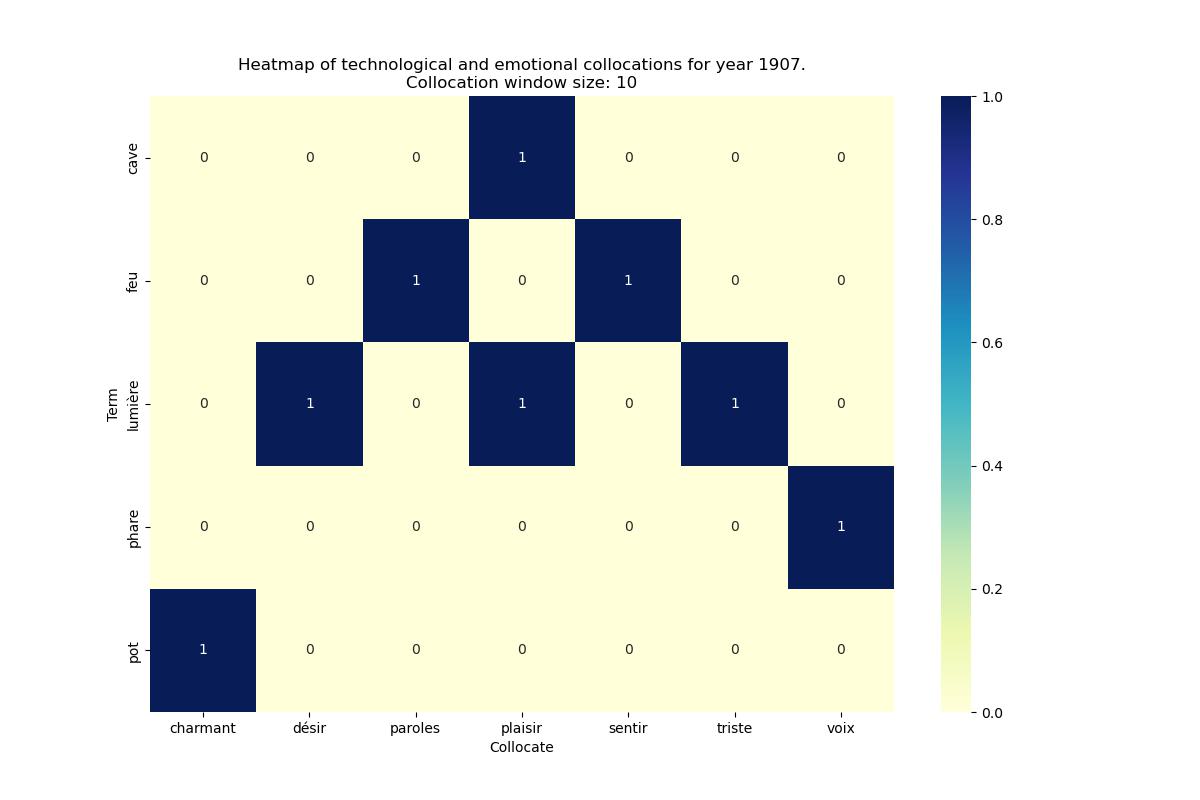 Heatmap of technological and emotional collocations for year 1907.
Collocation window size: 10
Term
cave
0 0 0 1 0 0 0
feu
0 0 1 0 1 0 0
lumière
0 1 0 1 0 1 0
phare
0 0 0 0 0 0 1
pot
1 0 0 0 0 0 0
charmant désir paroles plaisir sentir triste voix
Collocate
1.0
0.8
0.6
0.4
0.2
0.0